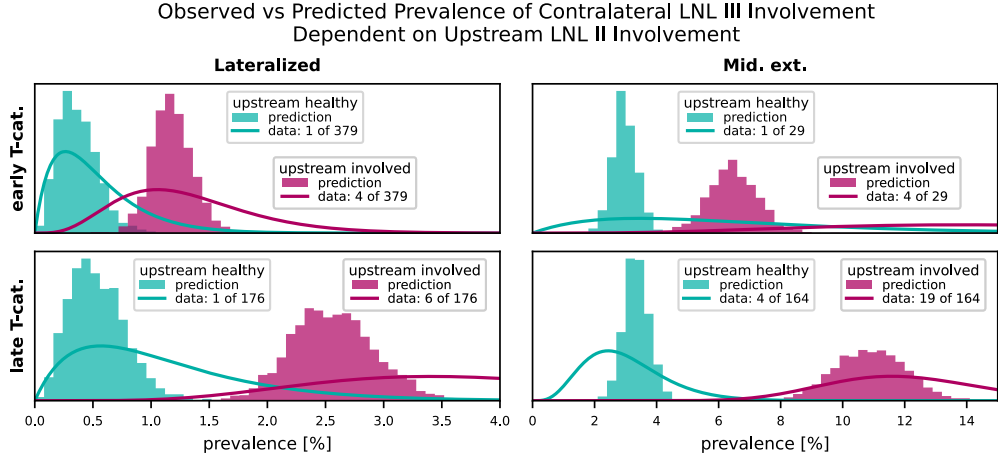 Observed vs Predicted Prevalence of Contralateral LNL III Involvement
Dependent on Upstream LNL II Involvement
Lateralized
Mid. ext.
early T-cat.
upstream healthy
prediction
data: 1 of 379
upstream involved
prediction
data: 4 of 379
upstream healthy
prediction
data: 1 of 29
upstream involved
prediction
data: 4 of 29
late T-cat.
upstream healthy
prediction
data: 1 of 176
upstream involved
prediction
data: 6 of 176
upstream healthy
prediction
data: 4 of 164
upstream involved
prediction
data: 19 of 164
0.0 0.5 1.0 1.5 2.0 2.5 3.0 3.5 4.0
0 2 4 6 8 10 12 14
prevalence [%]
prevalence [%]